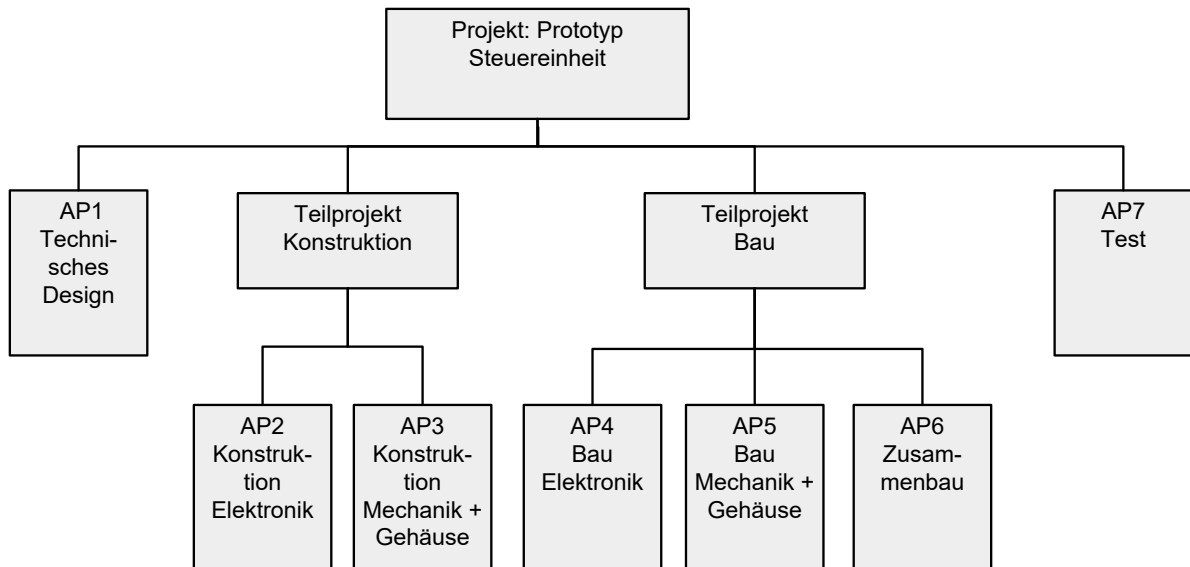 Projekt: Prototyp
Steuereinheit
AP1
Techni-
sches
Design
Teilprojekt
Konstruktion
Teilprojekt
Bau
AP7
Test
AP2
Konstruk-
tion
Elektronik
AP3
Konstruk-
tion
Mechanik +
Gehäuse
AP4
Bau
Elektronik
AP5
Bau
Mechanik +
Gehäuse
AP6
Zusam-
menbau